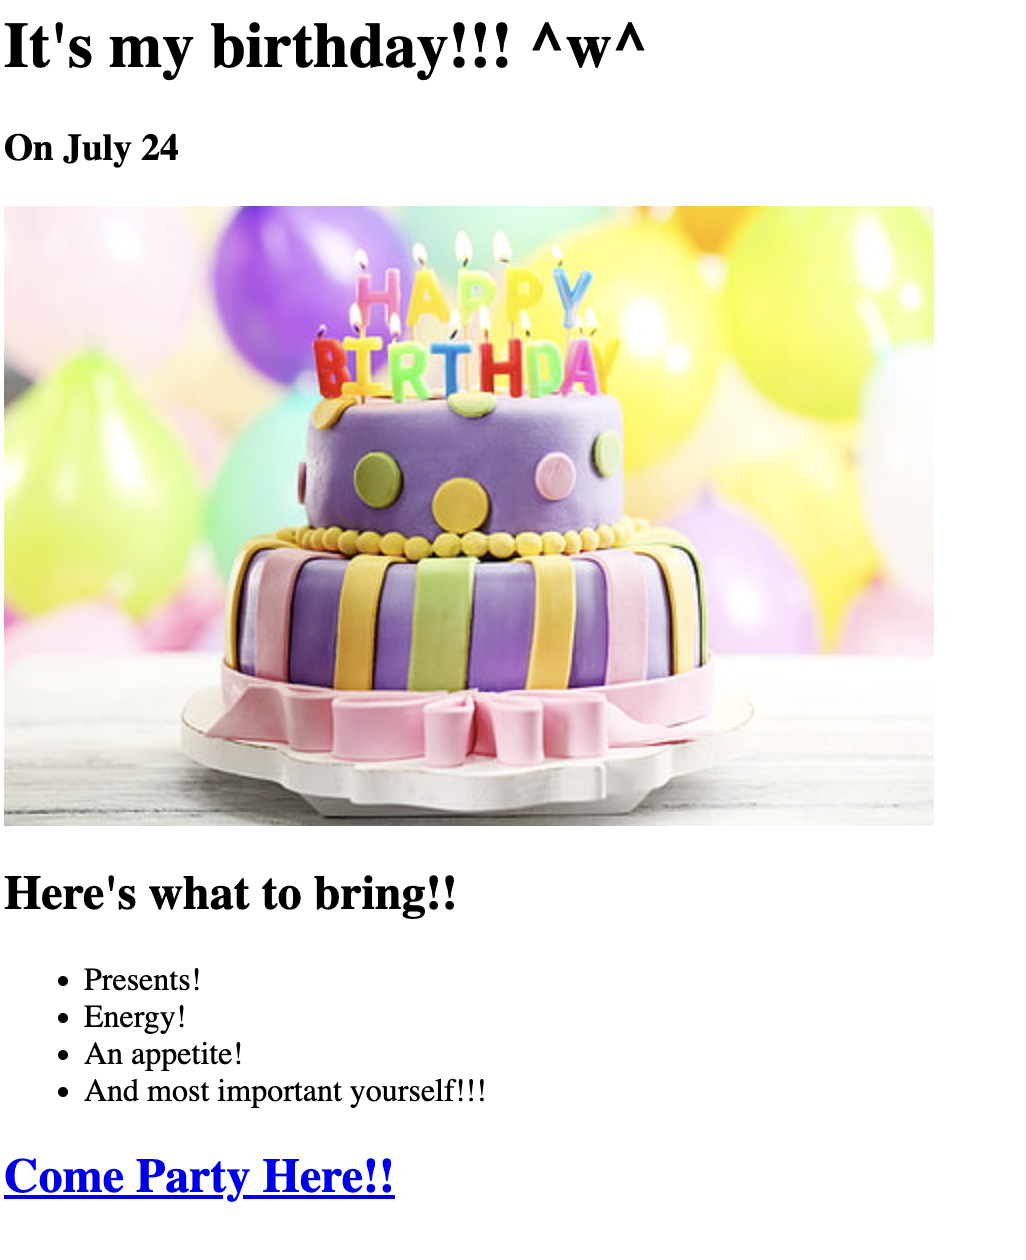 It's my birthday!!! ^w^
On July 24
HAPPY
BIRTHDAY
Here's what to bring!!
Presents!
Energy!
An appetite!
And most important yourself!!!
Come Party Here!!